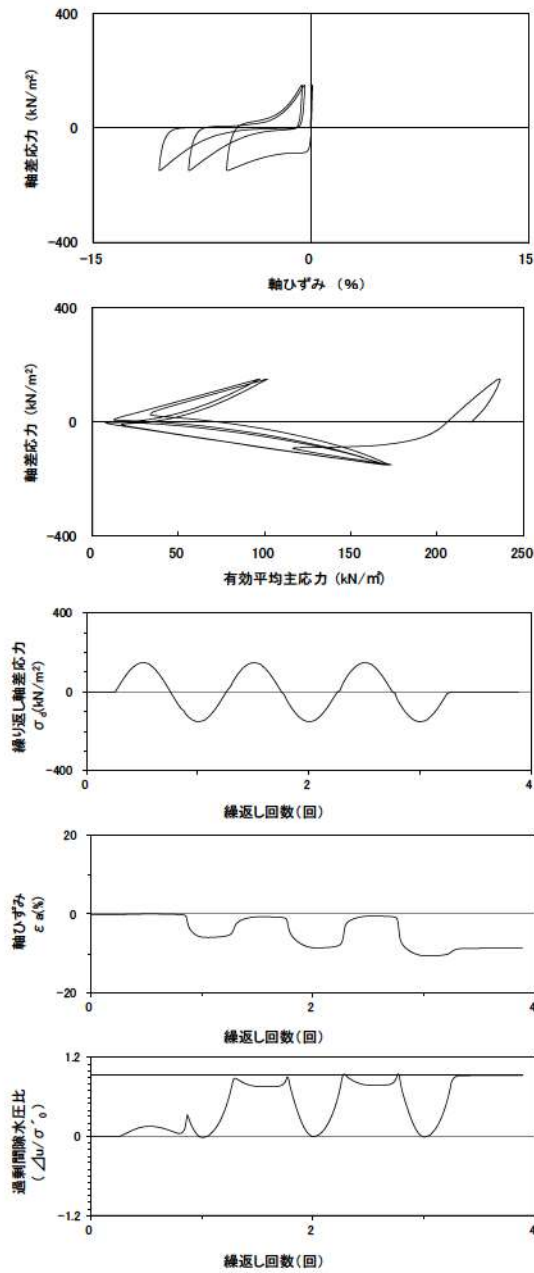 400
0
-400
軸差応力 (kN/m²)
-15 0 15
軸ひずみ (%)
400
0
-400
軸差応力 (kN/m²)
0 50 100 150 200 250
有効平均主応力 (kN/㎡)
400
0
-400
繰り返し軸差応力
σd(kN/m²)
0 2 4
繰返し回数(回)
20
0
-20
軸ひずみ
εa(%)
0 2 4
繰返し回数(回)
1.2
0
-1.2
過剰間隙水圧比
(⊿u/σ´0)
0 2 4
繰返し回数(回)